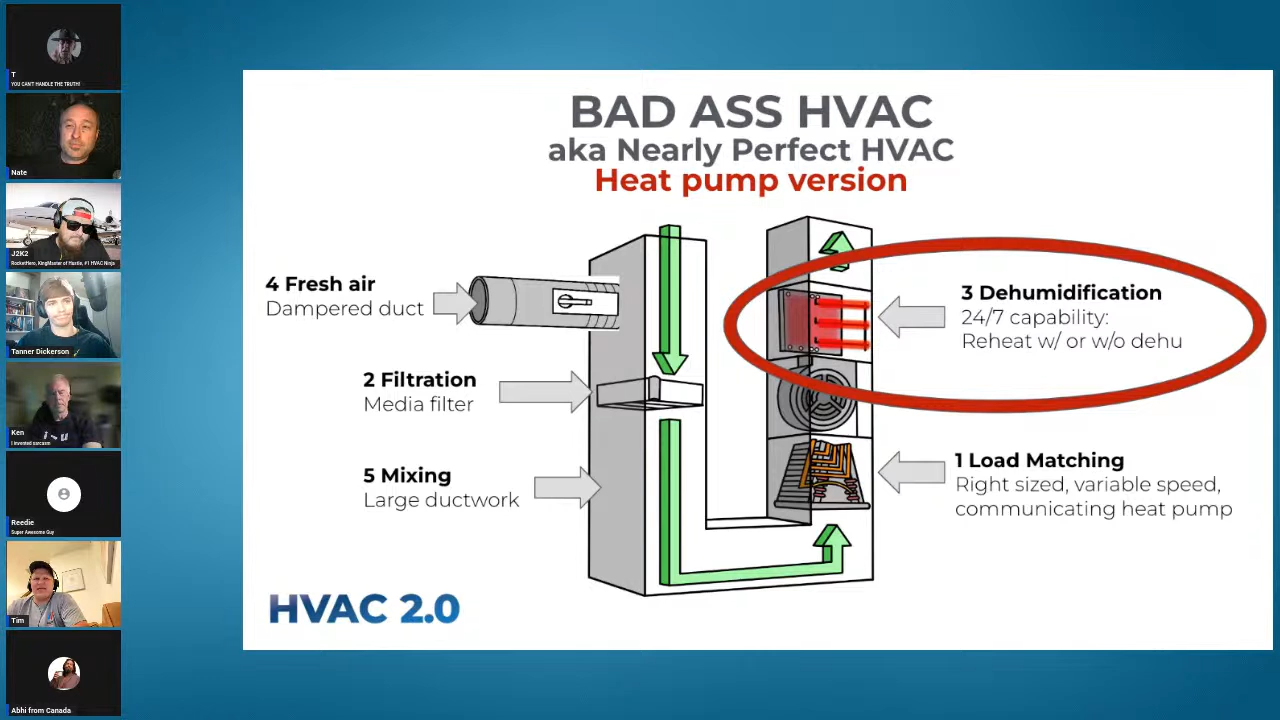 T
YOU CAN'T HANDLE THE TRUTH!
Nate
J2K2
RocketHero, KingMaster of Hustle, #1 HVAC Ninja
Tanner Dickerson
Ken
I invented sarcasm
Reedie
Super Awesome Guy
Tim
Abhi from Canada
BAD ASS HVAC
aka Nearly Perfect HVAC
Heat pump version
4 Fresh air
Dampered duct
2 Filtration
Media filter
5 Mixing
Large ductwork
3 Dehumidification
24/7 capability:
Reheat w/ or w/o dehu
1 Load Matching
Right sized, variable speed,
communicating heat pump
HVAC 2.0